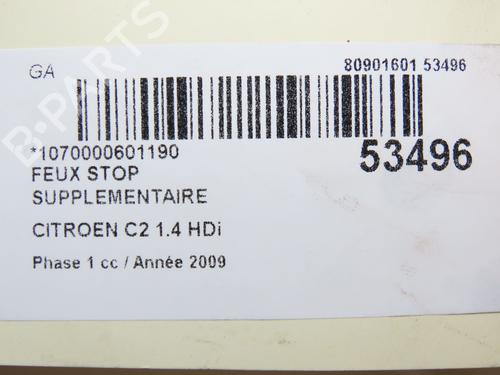 GA
80901601 53496
*1070000601190
53496
FEUX STOP
SUPPLEMENTAIRE
CITROEN C2 1.4 HDi
Phase 1 cc / Année 2009
B-PARTS